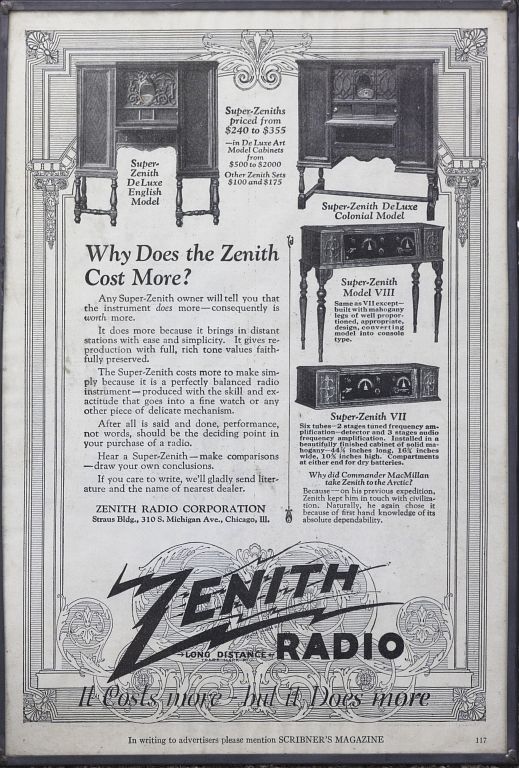 Super-Zeniths
priced from
$240 to $355
—in De Luxe Art
Model Cabinets
from
$500 to $2000
Other Zenith Sets
$100 and $175
Super-
Zenith
DeLuxe
English
Model
Super-Zenith DeLuxe
Colonial Model
Why Does the Zenith
Cost More?
Any Super-Zenith owner will tell you that
the instrument does more—consequently is
worth more.
It does more because it brings in distant
stations with ease and simplicity. It gives re-
production with full, rich tone values faith-
fully preserved.
The Super-Zenith costs more to make sim-
ply because it is a perfectly balanced radio
instrument—produced with the skill and ex-
actitude that goes into a fine watch or any
other piece of delicate mechanism.
After all is said and done, performance,
not words, should be the deciding point in
your purchase of a radio.
Hear a Super-Zenith—make comparisons
—draw your own conclusions.
If you care to write, we'll gladly send liter-
ature and the name of nearest dealer.
ZENITH RADIO CORPORATION
Straus Bldg., 310 S. Michigan Ave., Chicago, Ill.
Super-Zenith
Model VIII
Same as VII except—
built with mahogany
legs of well propor-
tioned, appropriate,
design, converting
model into console
type.
Super-Zenith VII
Six tubes—2 stages tuned frequency am-
plification—detector and 3 stages audio
frequency amplification. Installed in a
beautifully finished cabinet of solid ma-
hogany—44⅜ inches long, 16¾ inches
wide, 10⅜ inches high. Compartments
at either end for dry batteries.
Why did Commander MacMillan
take Zenith to the Arctic?
Because—on his previous expedition,
Zenith kept him in touch with civiliza-
tion. Naturally, he again chose it
because of first hand knowledge of its
absolute dependability.
ZENITH
LONG DISTANCE
RADIO
It Costs more - but it Does more
In writing to advertisers please mention SCRIBNER'S MAGAZINE
117